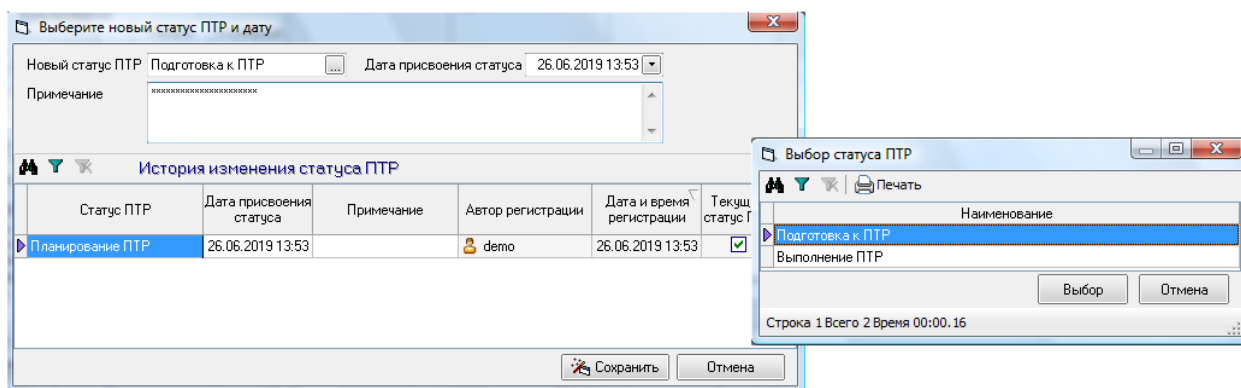 Выберите новый статус ПТР и дату
Новый статус ПТР Подготовка к ПТР ... Дата присвоения статуса 26.06.2019 13:53
Примечание хххххххххххххххххххххх
История изменения статуса ПТР
Статус ПТР Дата присвоения статуса Примечание Автор регистрации Дата и время регистрации Текущ статус П
Планирование ПТР 26.06.2019 13:53 demo 26.06.2019 13:53
Сохранить Отмена
Выбор статуса ПТР
Печать
Наименование
Подготовка к ПТР
Выполнение ПТР
Выбор Отмена
Строка 1 Всего 2 Время 00:00.16